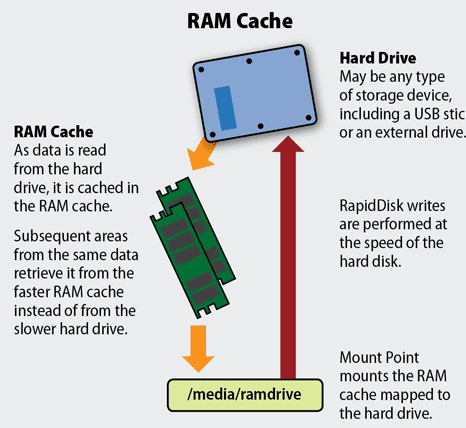 RAM Cache
Hard Drive
May be any type
of storage device,
including a USB stic
or an external drive.
RAM Cache
As data is read
from the hard
drive, it is cached in
the RAM cache.
Subsequent areas
from the same data
retrieve it from the
faster RAM cache
instead of from the
slower hard drive.
RapidDisk writes
are performed at
the speed of the
hard disk.
/media/ramdrive
Mount Point
mounts the RAM
cache mapped to
the hard drive.